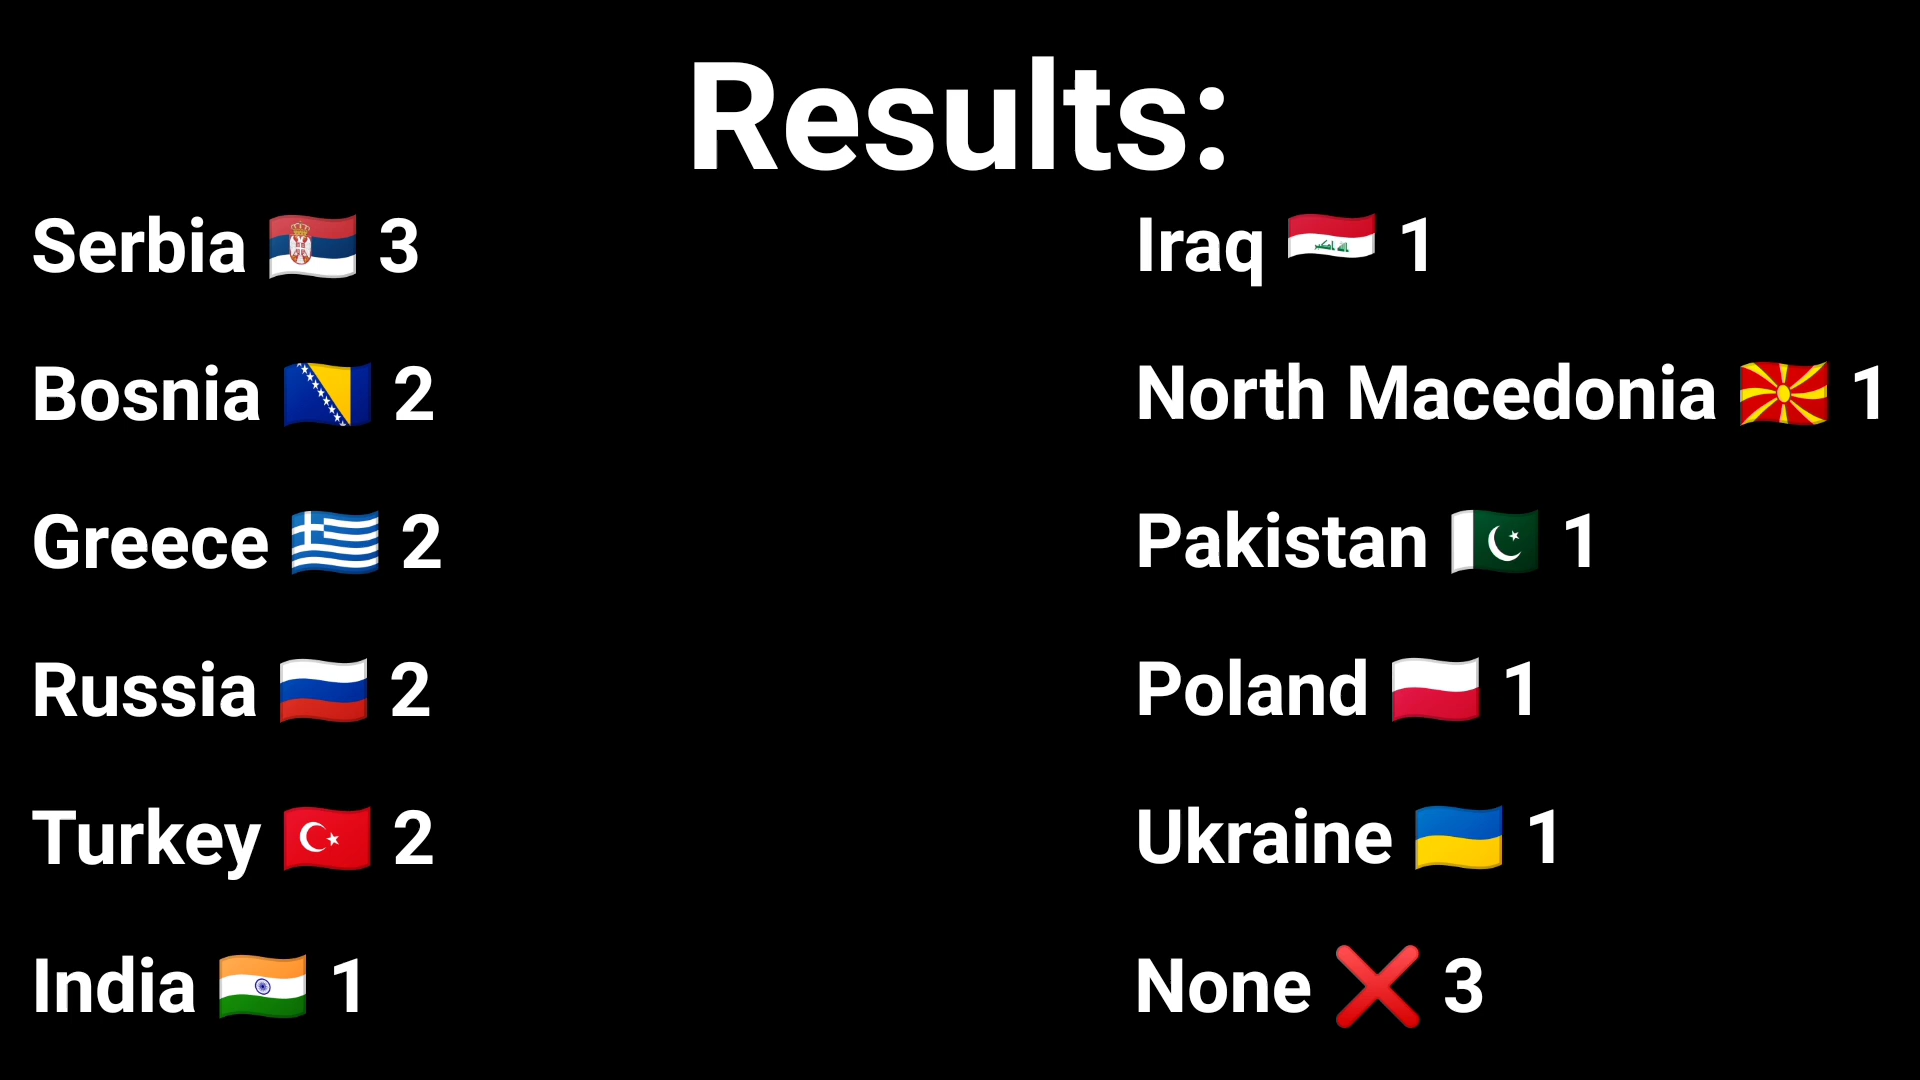 Results:
Serbia 🇷🇸 3
Bosnia 🇧🇦 2
Greece 🇬🇷 2
Russia 🇷🇺 2
Turkey 🇹🇷 2
India 🇮🇳 1
Iraq 🇮🇶 1
North Macedonia 🇲🇰 1
Pakistan 🇵🇰 1
Poland 🇵🇱 1
Ukraine 🇺🇦 1
None ❌ 3